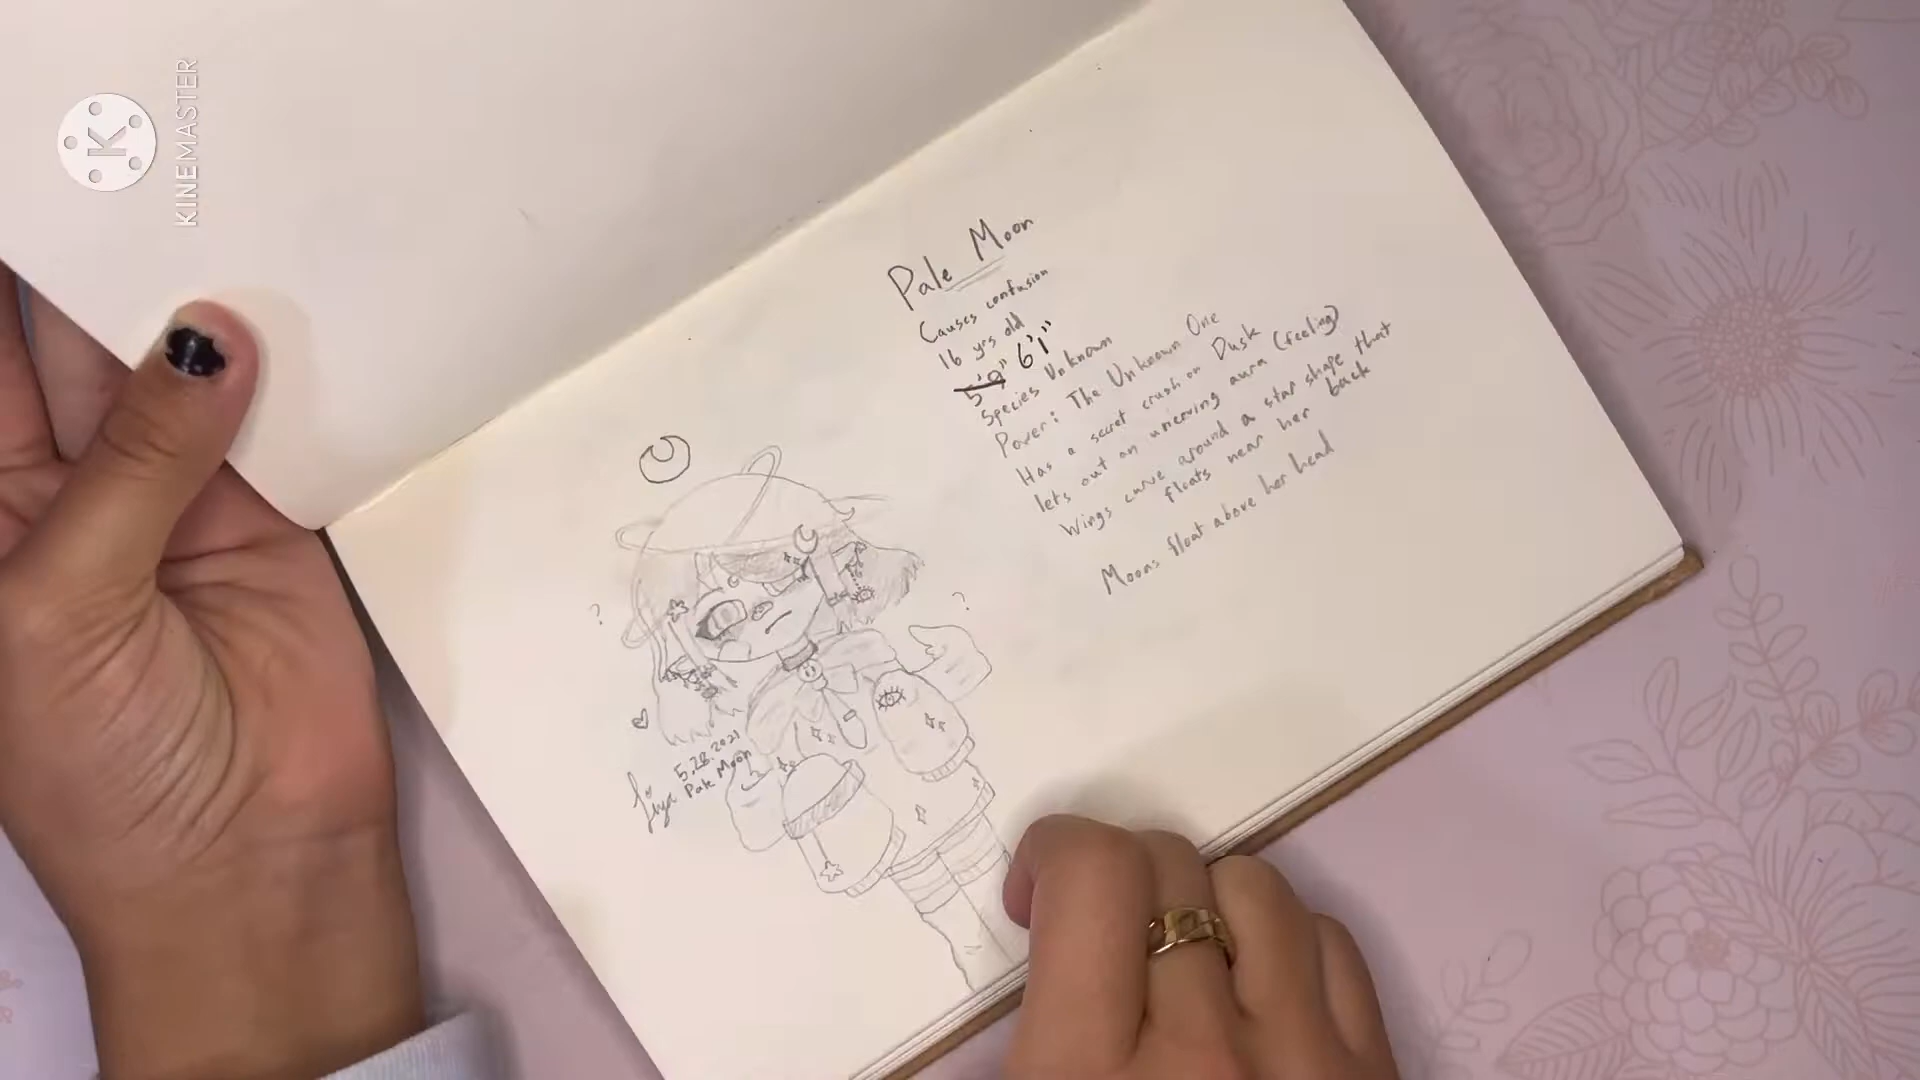 KINEMASTER
Pale Moon
Causes confusion
16 yrs old
5'9" 6'1"
Species Unknown
Power: The Unknown One
Has a secret crush on Dusk
lets out an unerving aura (feeling)
Wings curve around a star shape that
floats near her back
Moons float above her head
?
?
5.28.2021
Pale Moon